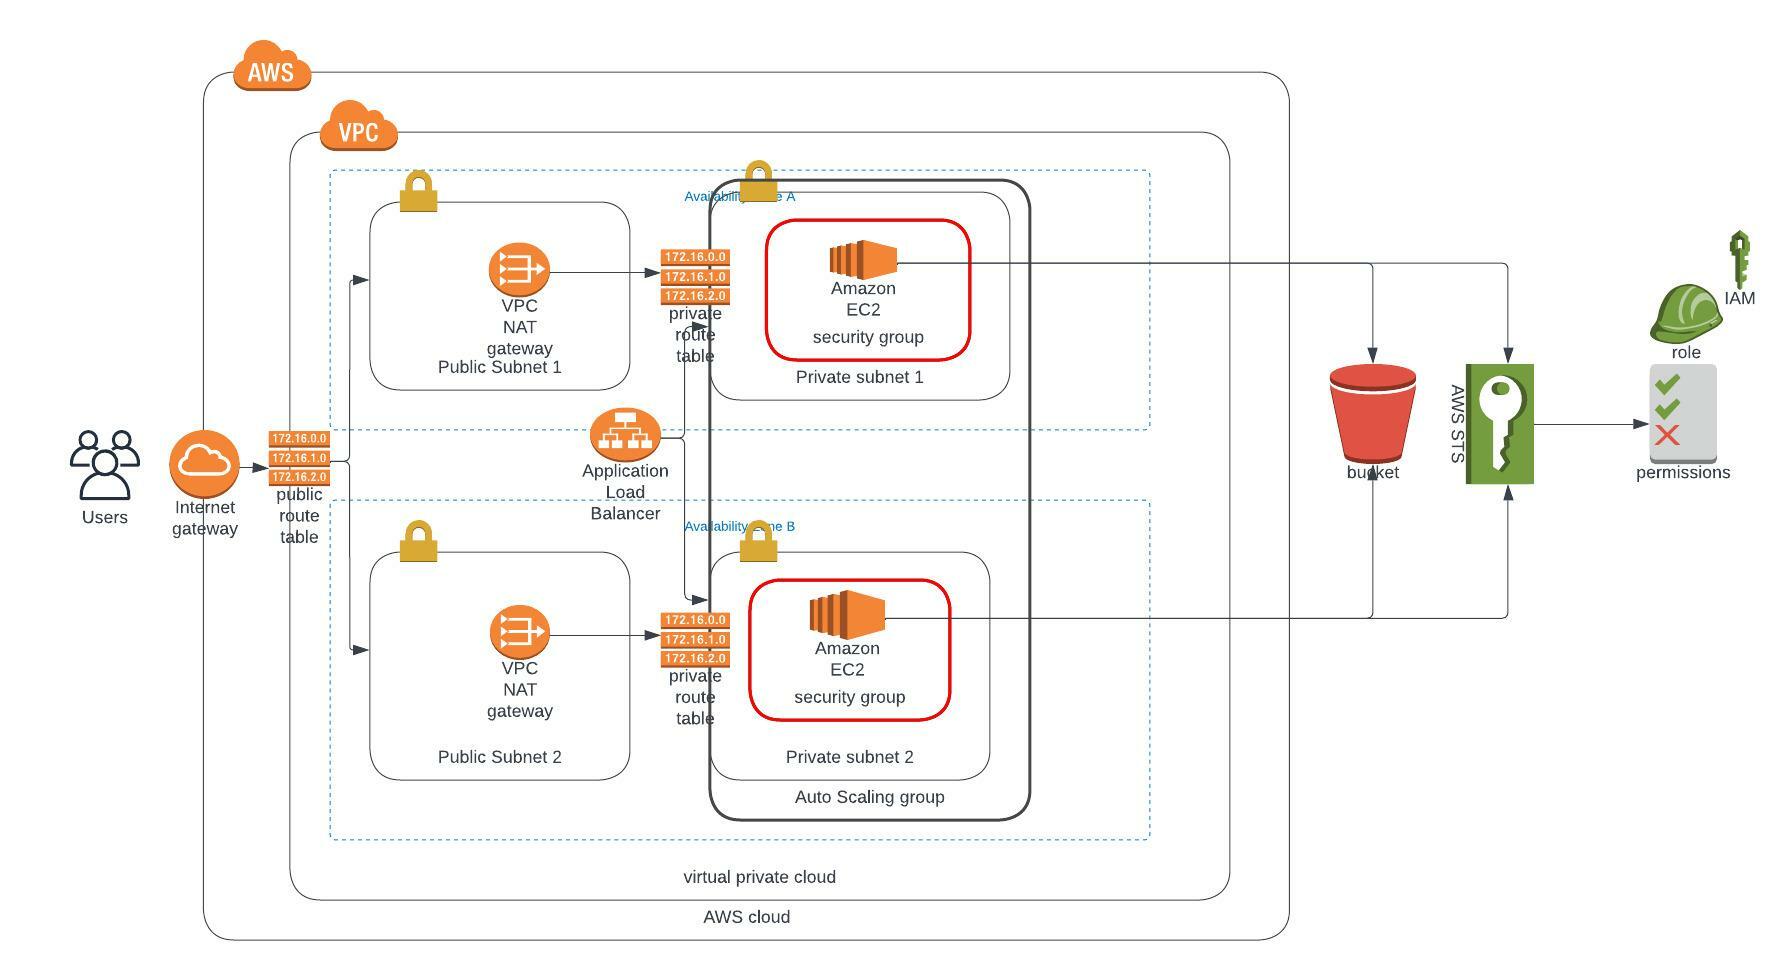 AWS
VPC
Availability Zone A
172.16.0.0
172.16.1.0
172.16.2.0
private
route
table
VPC
NAT
gateway
Public Subnet 1
Amazon
EC2
security group
Private subnet 1
IAM
role
Users
Internet
gateway
172.16.0.0
172.16.1.0
172.16.2.0
public
route
table
Application
Load
Balancer
bucket
AWS STS
permissions
Availability Zone B
172.16.0.0
172.16.1.0
172.16.2.0
private
route
table
VPC
NAT
gateway
Public Subnet 2
Amazon
EC2
security group
Private subnet 2
Auto Scaling group
virtual private cloud
AWS cloud